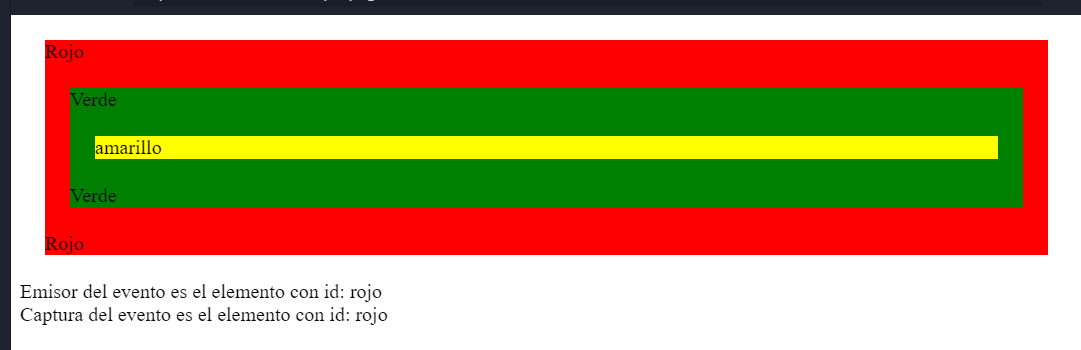 Rojo
Verde
amarillo
Verde
Rojo
Emisor del evento es el elemento con id: rojo
Captura del evento es el elemento con id: rojo